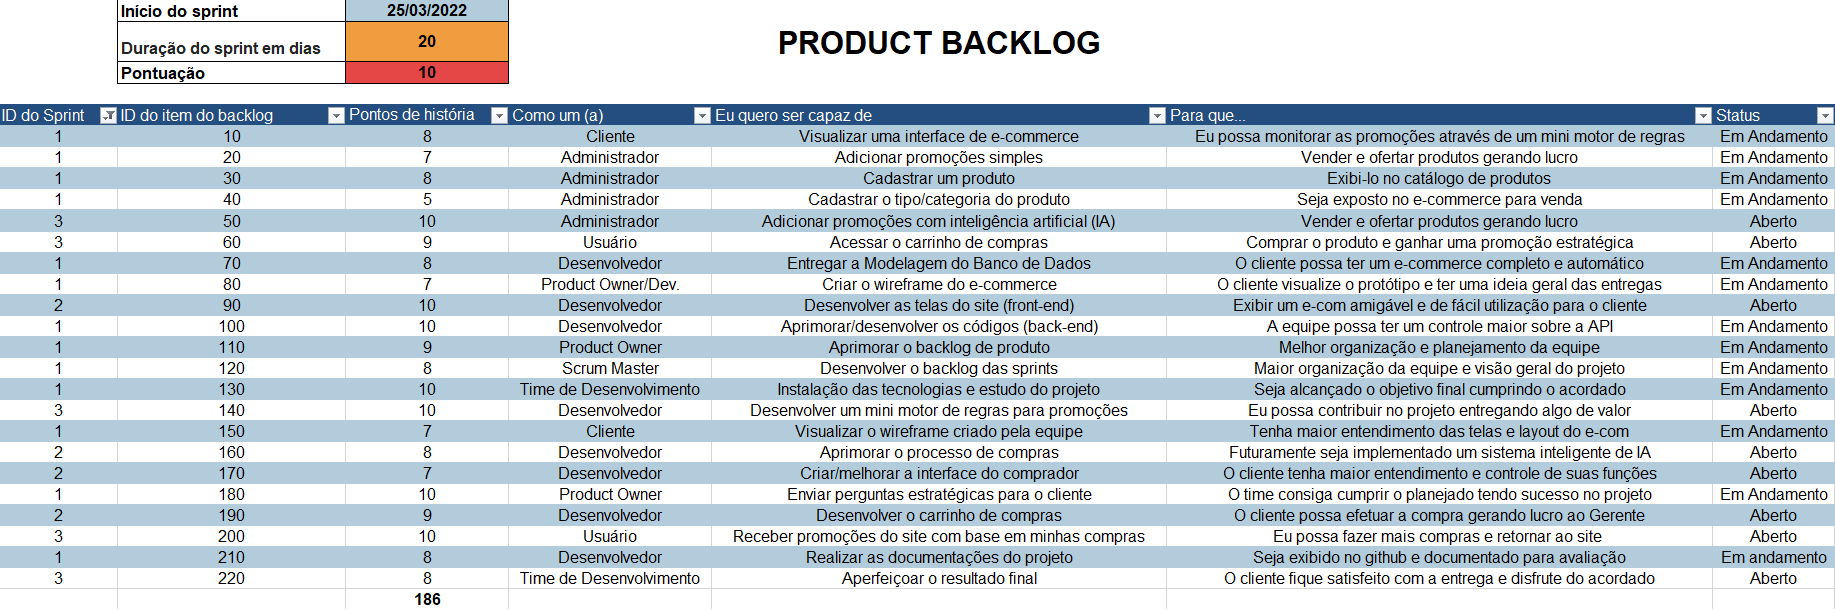 Início do sprint 25/03/2022
Duração do sprint em dias 20
Pontuação 10
PRODUCT BACKLOG
ID do Sprint ID do item do backlog Pontos de história Como um (a) Eu quero ser capaz de Para que... Status
1 10 8 Cliente Visualizar uma interface de e-commerce Eu possa monitorar as promoções através de um mini motor de regras Em Andamento
1 20 7 Administrador Adicionar promoções simples Vender e ofertar produtos gerando lucro Em Andamento
1 30 8 Administrador Cadastrar um produto Exibi-lo no catálogo de produtos Em Andamento
1 40 5 Administrador Cadastrar o tipo/categoria do produto Seja exposto no e-commerce para venda Em Andamento
3 50 10 Administrador Adicionar promoções com inteligência artificial (IA) Vender e ofertar produtos gerando lucro Aberto
3 60 9 Usuário Acessar o carrinho de compras Comprar o produto e ganhar uma promoção estratégica Aberto
1 70 8 Desenvolvedor Entregar a Modelagem do Banco de Dados O cliente possa ter um e-commerce completo e automático Em Andamento
1 80 7 Product Owner/Dev. Criar o wireframe do e-commerce O cliente visualize o protótipo e ter uma ideia geral das entregas Em Andamento
2 90 10 Desenvolvedor Desenvolver as telas do site (front-end) Exibir um e-com amigável e de fácil utilização para o cliente Aberto
1 100 10 Desenvolvedor Aprimorar/desenvolver os códigos (back-end) A equipe possa ter um controle maior sobre a API Em Andamento
1 110 9 Product Owner Aprimorar o backlog de produto Melhor organização e planejamento da equipe Em Andamento
1 120 8 Scrum Master Desenvolver o backlog das sprints Maior organização da equipe e visão geral do projeto Em Andamento
1 130 10 Time de Desenvolvimento Instalação das tecnologias e estudo do projeto Seja alcançado o objetivo final cumprindo o acordado Em Andamento
3 140 10 Desenvolvedor Desenvolver um mini motor de regras para promoções Eu possa contribuir no projeto entregando algo de valor Aberto
1 150 7 Cliente Visualizar o wireframe criado pela equipe Tenha maior entendimento das telas e layout do e-com Em Andamento
2 160 8 Desenvolvedor Aprimorar o processo de compras Futuramente seja implementado um sistema inteligente de IA Aberto
2 170 7 Desenvolvedor Criar/melhorar a interface do comprador O cliente tenha maior entendimento e controle de suas funções Aberto
1 180 10 Product Owner Enviar perguntas estratégicas para o cliente O time consiga cumprir o planejado tendo sucesso no projeto Em Andamento
2 190 9 Desenvolvedor Desenvolver o carrinho de compras O cliente possa efetuar a compra gerando lucro ao Gerente Aberto
3 200 10 Usuário Receber promoções do site com base em minhas compras Eu possa fazer mais compras e retornar ao site Aberto
1 210 8 Desenvolvedor Realizar as documentações do projeto Seja exibido no github e documentado para avaliação Em andamento
3 220 8 Time de Desenvolvimento Aperfeiçoar o resultado final O cliente fique satisfeito com a entrega e disfrute do acordado Aberto
186